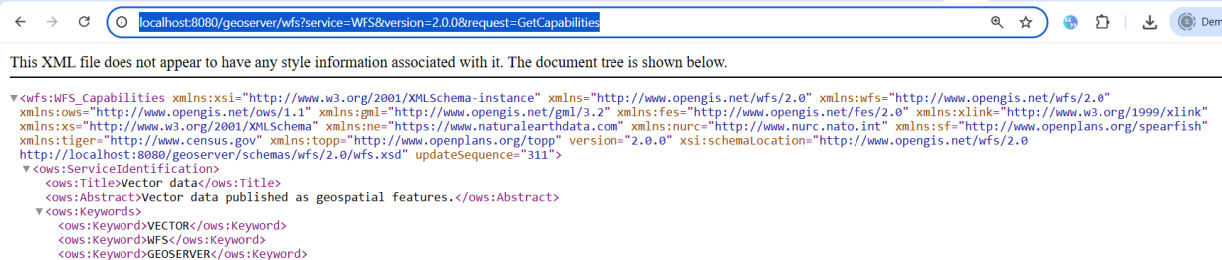 localhost:8080/geoserver/wfs?service=WFS&version=2.0.0&request=GetCapabilities
Dem
This XML file does not appear to have any style information associated with it. The document tree is shown below.
▼<wfs:WFS_Capabilities xmlns:xsi="http://www.w3.org/2001/XMLSchema-instance" xmlns="http://www.opengis.net/wfs/2.0" xmlns:wfs="http://www.opengis.net/wfs/2.0"
xmlns:ows="http://www.opengis.net/ows/1.1" xmlns:gml="http://www.opengis.net/gml/3.2" xmlns:fes="http://www.opengis.net/fes/2.0" xmlns:xlink="http://www.w3.org/1999/xlink"
xmlns:xs="http://www.w3.org/2001/XMLSchema" xmlns:ne="https://www.naturalearthdata.com" xmlns:nurc="http://www.nurc.nato.int" xmlns:sf="http://www.openplans.org/spearfish"
xmlns:tiger="http://www.census.gov" xmlns:topp="http://www.openplans.org/topp" version="2.0.0" xsi:schemaLocation="http://www.opengis.net/wfs/2.0
http://localhost:8080/geoserver/schemas/wfs/2.0/wfs.xsd" updateSequence="311">
▼<ows:ServiceIdentification>
<ows:Title>Vector data</ows:Title>
<ows:Abstract>Vector data published as geospatial features.</ows:Abstract>
▼<ows:Keywords>
<ows:Keyword>VECTOR</ows:Keyword>
<ows:Keyword>WFS</ows:Keyword>
<ows:Keyword>GEOSERVER</ows:Keyword>